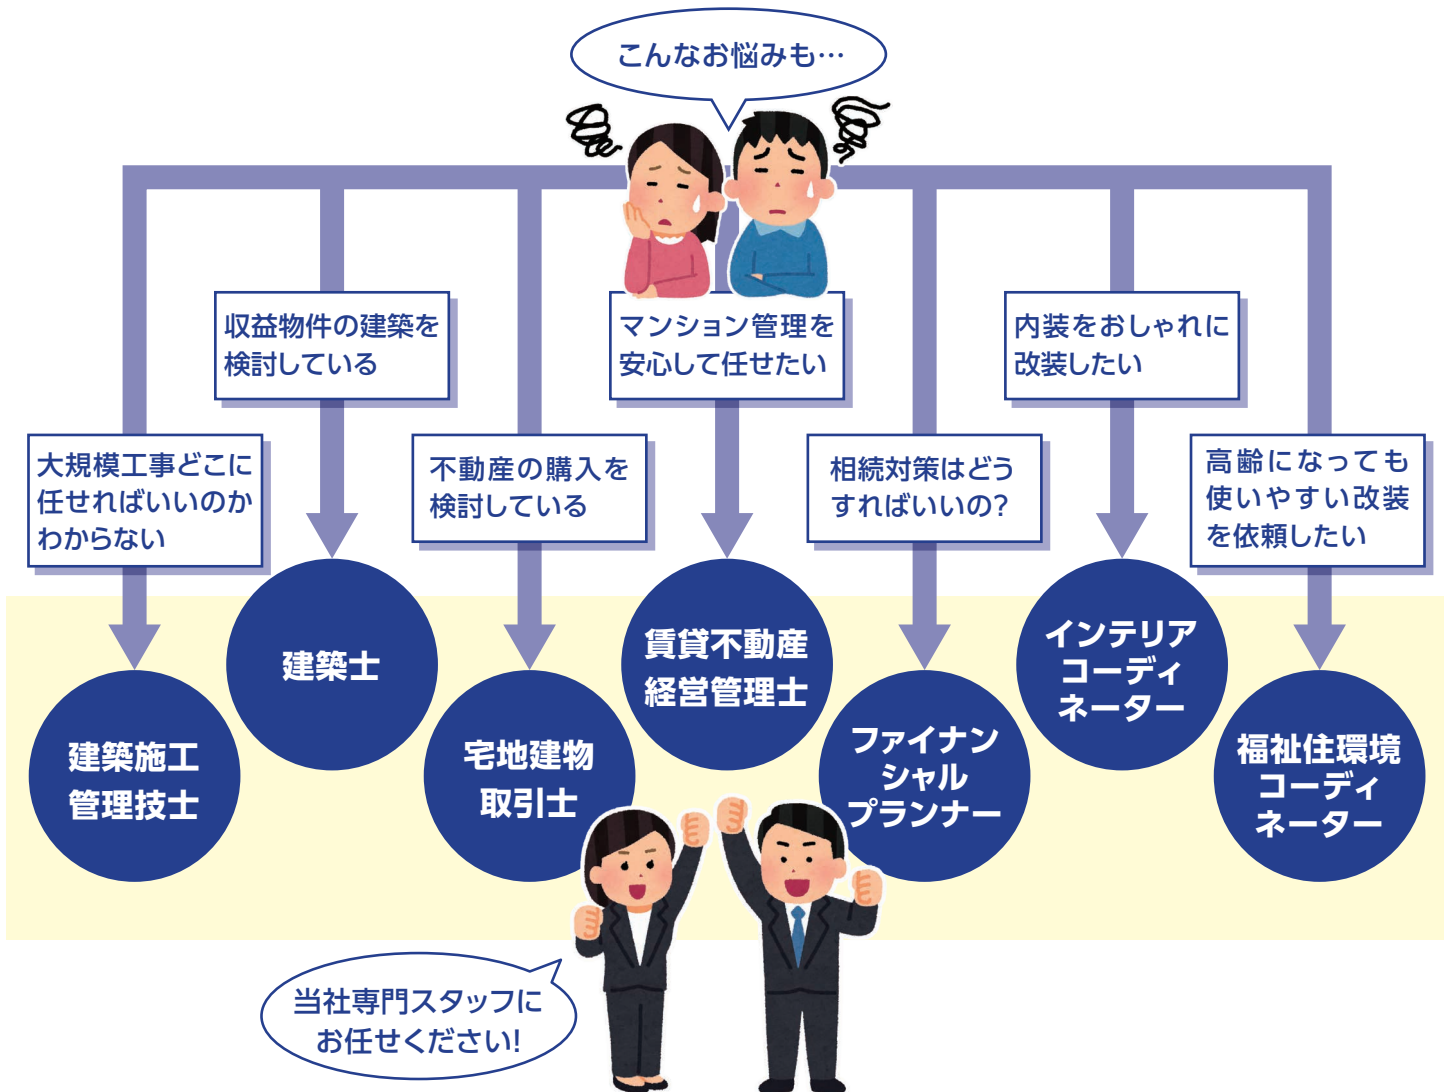 こんなお悩みも…
大規模工事どこに
任せればいいのか
わからない
収益物件の建築を
検討している
不動産の購入を
検討している
マンション管理を
安心して任せたい
相続対策はどう
すればいいの?
内装をおしゃれに
改装したい
高齢になっても
使いやすい改装
を依頼したい
建築施工
管理技士
建築士
宅地建物
取引士
賃貸不動産
経営管理士
ファイナン
シャル
プランナー
インテリア
コーディ
ネーター
福祉住環境
コーディ
ネーター
当社専門スタッフに
お任せください!